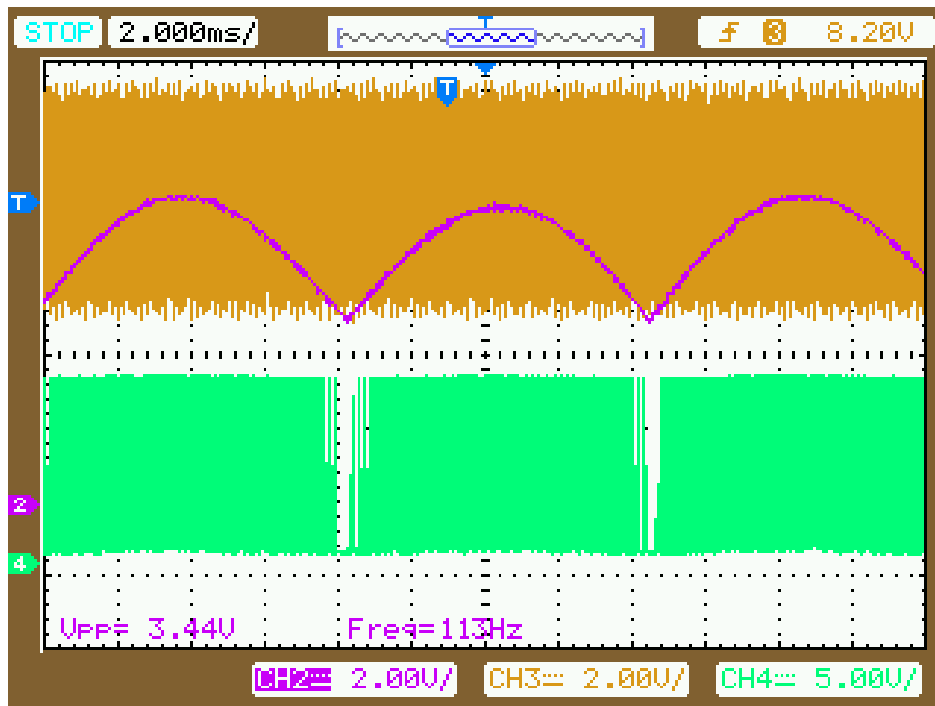 STOP 2.000ms/ T 3 8.20V
T
T
2
4
Vpp= 3.44V Freq=113Hz
CH2 2.00V/ CH3 2.00V/ CH4 5.00V/